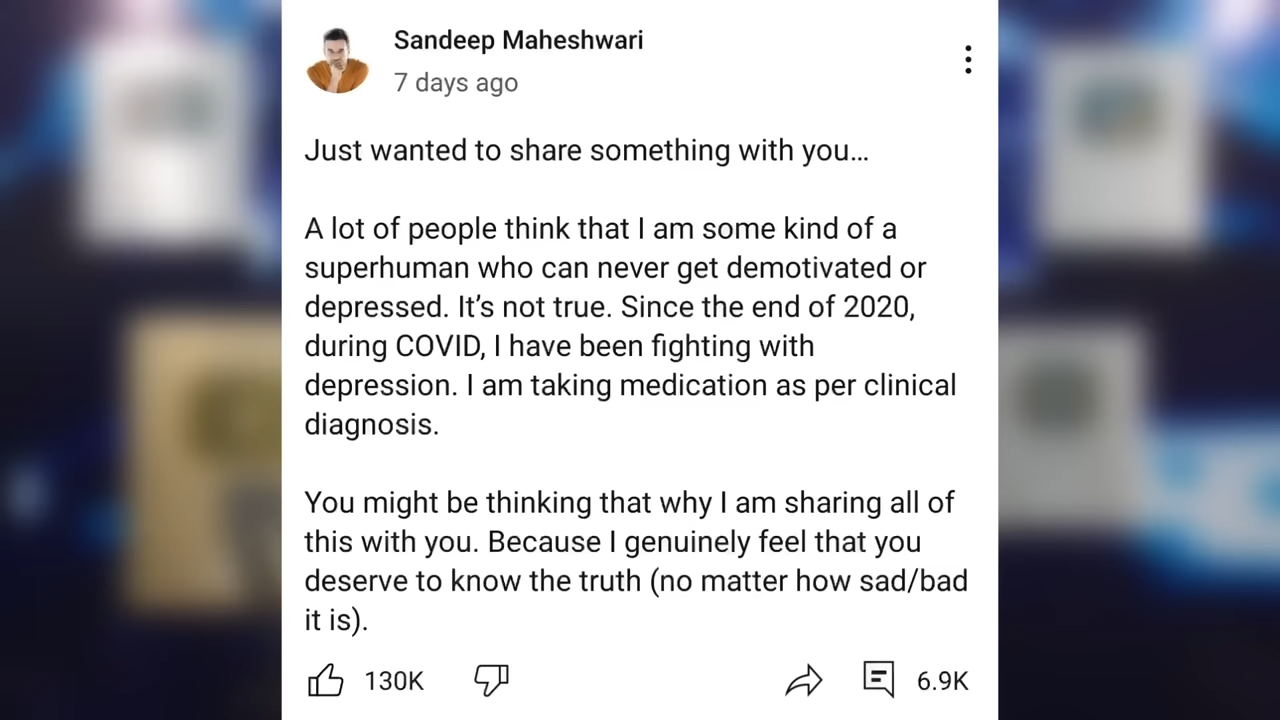 Sandeep Maheshwari
7 days ago
Just wanted to share something with you…
A lot of people think that I am some kind of a
superhuman who can never get demotivated or
depressed. It’s not true. Since the end of 2020,
during COVID, I have been fighting with
depression. I am taking medication as per clinical
diagnosis.
You might be thinking that why I am sharing all of
this with you. Because I genuinely feel that you
deserve to know the truth (no matter how sad/bad
it is).
130K
6.9K